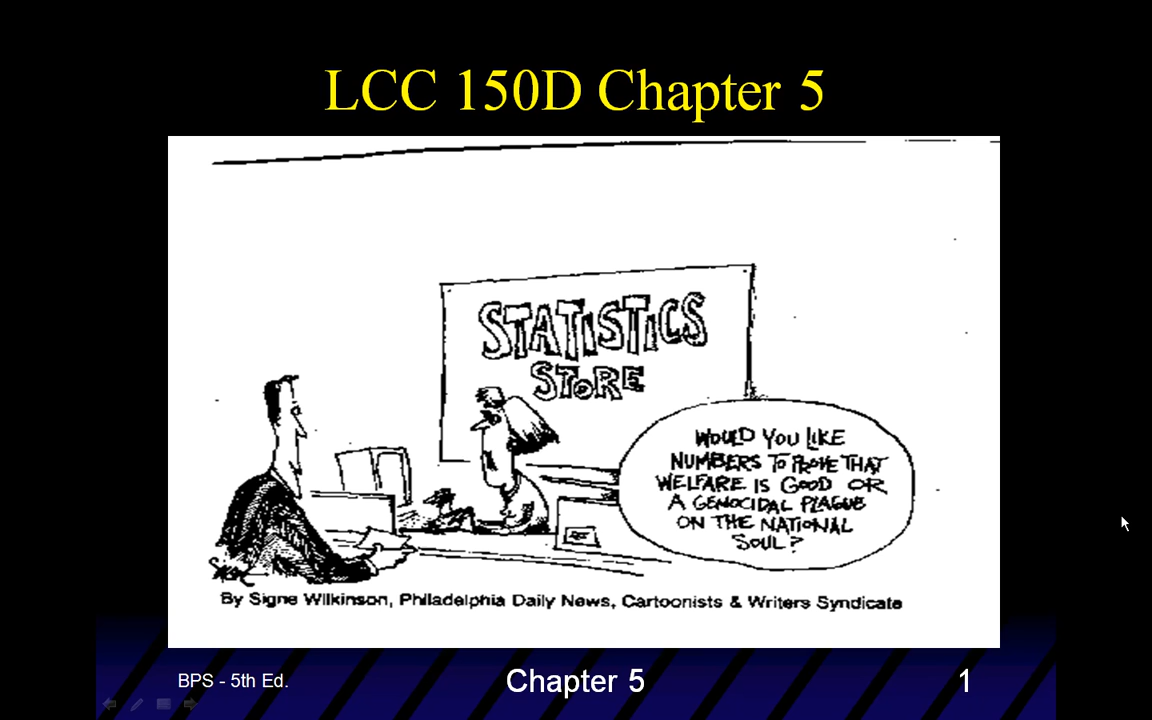 LCC 150D Chapter 5
STATISTICS
STORE
WOULD YOU LIKE
NUMBERS TO PROVE THAT
WELFARE IS GOOD OR
A GENOCIDAL PLAGUE
ON THE NATIONAL
SOUL?
By Signe Wilkinson, Philadelphia Daily News, Cartoonists & Writers Syndicate
BPS - 5th Ed.
Chapter 5
1